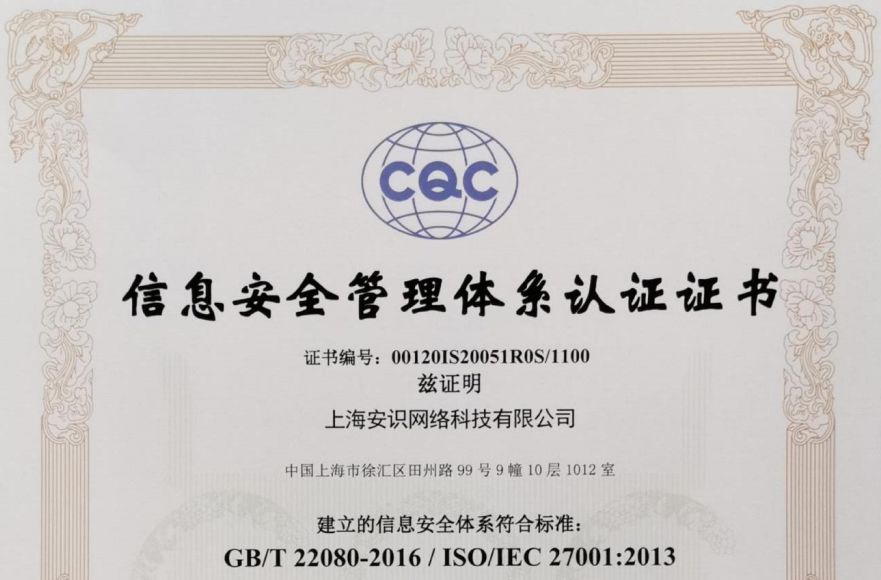 CQC
信息安全管理体系认证证书
证书编号：00120IS20051R0S/1100
兹证明
上海安识网络科技有限公司
中国上海市徐汇区田州路 99 号 9 幢 10 层 1012 室
建立的信息安全体系符合标准：
GB/T 22080-2016 / ISO/IEC 27001:2013